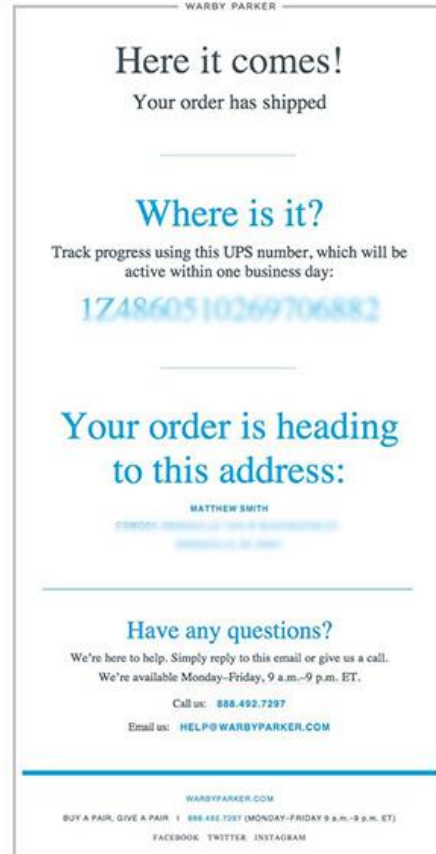 WARBY PARKER
Here it comes!
Your order has shipped
Where is it?
Track progress using this UPS number, which will be
active within one business day:
Your order is heading
to this address:
MATTHEW SMITH
Have any questions?
We're here to help. Simply reply to this email or give us a call.
We're available Monday–Friday, 9 a.m.–9 p.m. ET.
Call us: 888.492.7297
Email us: HELP@WARBYPARKER.COM
WARBYPARKER.COM
BUY A PAIR, GIVE A PAIR | 888.492.7297 (MONDAY–FRIDAY 9 a.m.–9 p.m. ET)
FACEBOOK TWITTER INSTAGRAM